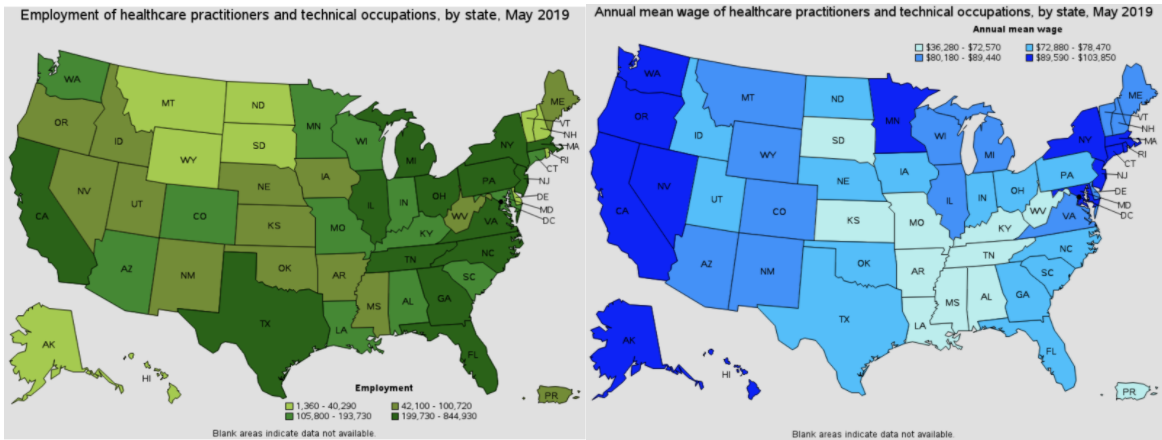 Employment of healthcare practitioners and technical occupations, by state, May 2019
WA
MT
ND
MN
OR
ID
WY
SD
WI
MI
NY
ME
VT
NH
MA
RI
CT
NJ
DE
MD
DC
NV
UT
CO
NE
IA
IL
IN
OH
PA
WV
VA
CA
KS
MO
KY
AZ
NM
OK
AR
TN
NC
SC
TX
LA
MS
AL
GA
FL
AK
HI
PR
Employment
1,360 - 40,290
42,100 - 100,720
105,800 - 193,730
199,730 - 844,930
Blank areas indicate data not available.
Annual mean wage of healthcare practitioners and technical occupations, by state, May 2019
Annual mean wage
$36,280 - $72,570
$72,880 - $78,470
$80,180 - $89,440
$89,590 - $103,850
WA
MT
ND
MN
OR
ID
WY
SD
WI
MI
NY
ME
VT
NH
MA
RI
CT
NJ
DE
MD
DC
NV
UT
CO
NE
IA
IL
IN
OH
PA
WV
VA
CA
KS
MO
KY
AZ
NM
OK
AR
TN
NC
SC
TX
LA
MS
AL
GA
FL
AK
HI
PR
Blank areas indicate data not available.